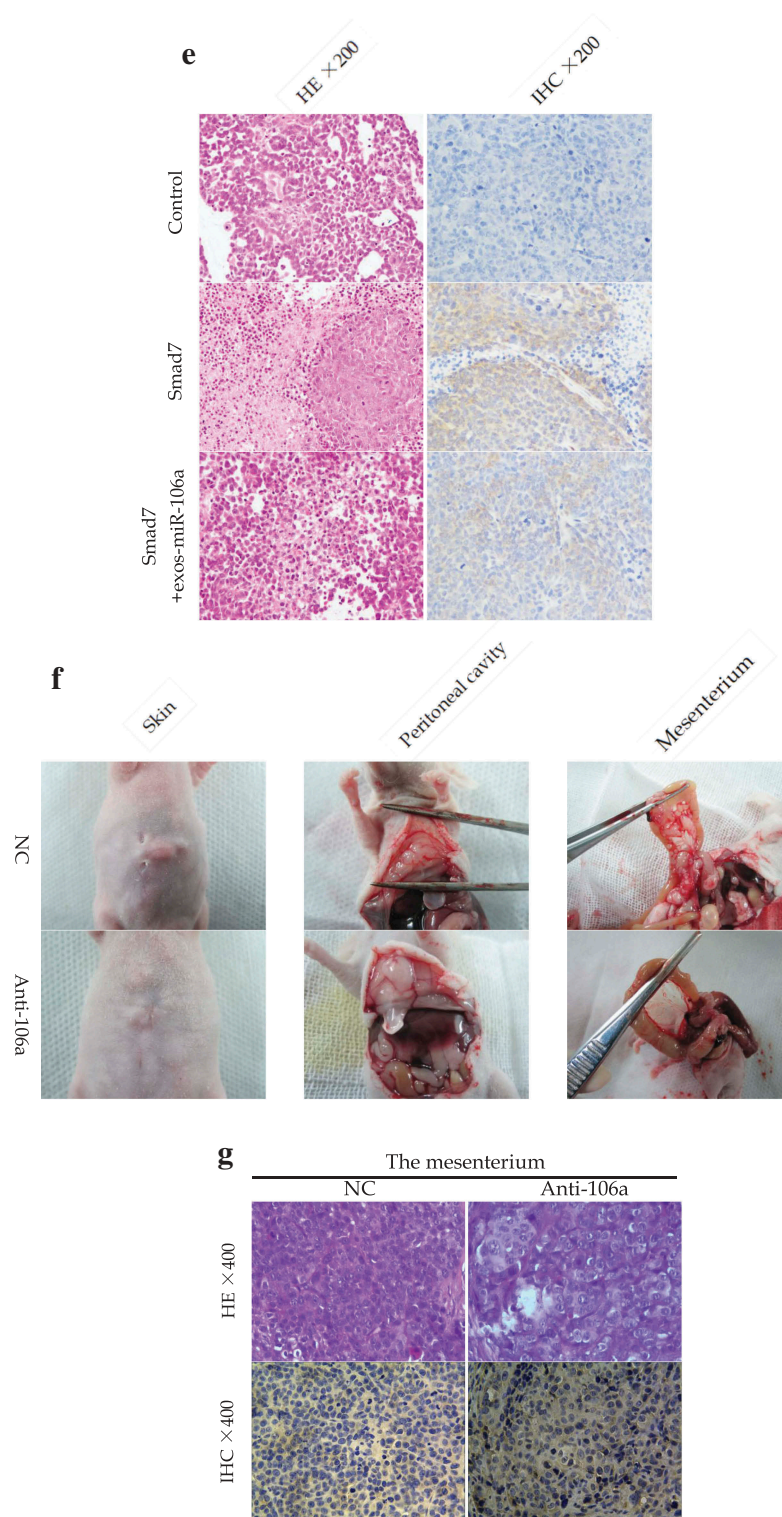 e
HE ×200
IHC ×200
Control
Smad7
Smad7
+exos-miR-106a
f
Skin
Peritoneal cavity
Mesenterium
NC
Anti-106a
g
The mesenterium
NC
Anti-106a
HE ×400
IHC ×400